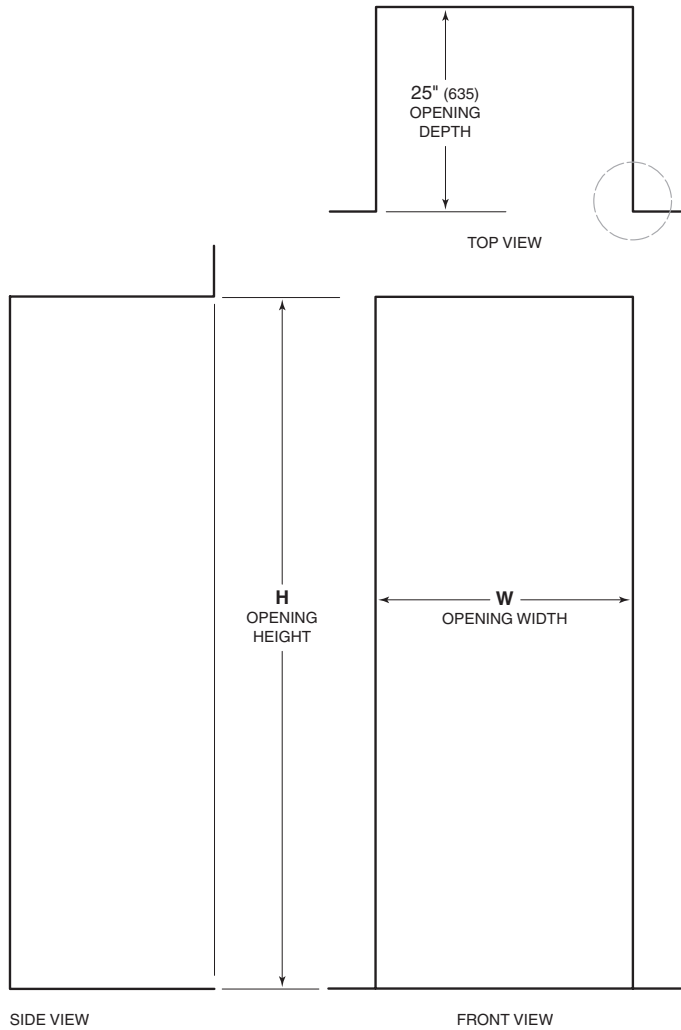 25" (635)
OPENING
DEPTH
TOP VIEW
H
OPENING
HEIGHT
W
OPENING WIDTH
SIDE VIEW
FRONT VIEW